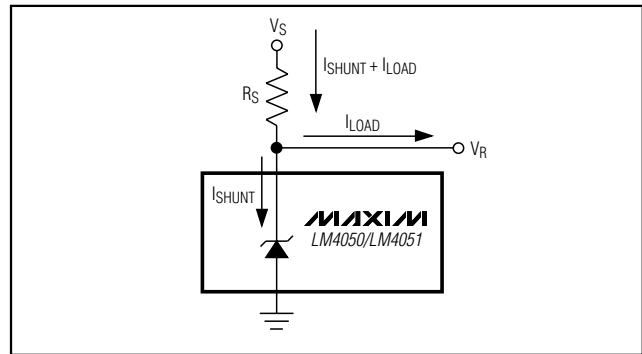 VS
ISHUNT + ILOAD
RS
ILOAD
VR
ISHUNT
MAXIM
LM4050/LM4051